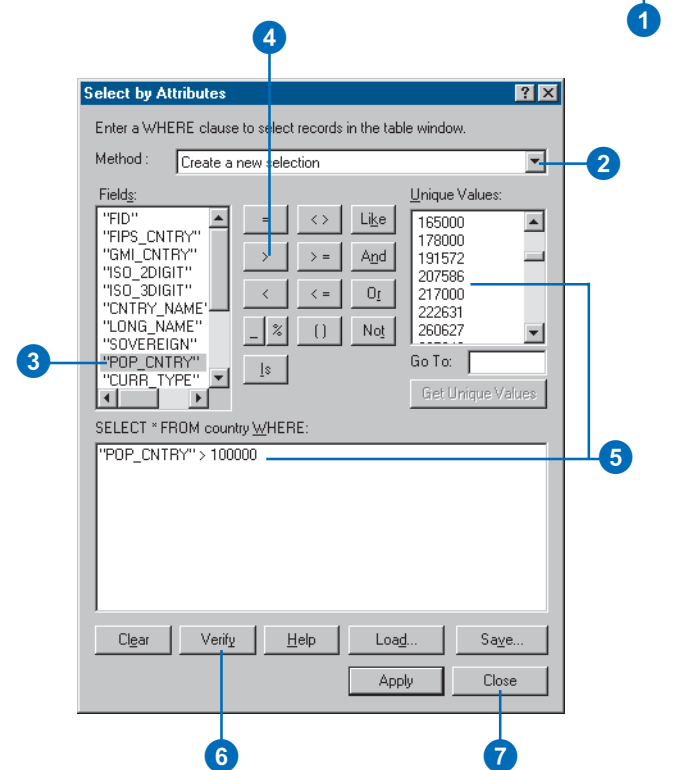 1
4
Select by Attributes
Enter a WHERE clause to select records in the table window.
Method : Create a new selection
2
Fields:
"FID"
"FIPS_CNTRY"
"GMI_CNTRY"
"ISO_2DIGIT"
"ISO_3DIGIT"
"CNTRY_NAME"
"LONG_NAME"
"SOVEREIGN"
"POP_CNTRY"
"CURR_TYPE"
3
= <> Like
> >= And
< <= Or
_ % () Not
Is
Unique Values:
165000
178000
191572
207586
217000
222631
260627
Go To:
Get Unique Values
SELECT * FROM country WHERE:
"POP_CNTRY" > 100000
5
Clear Verify Help Load... Save...
Apply Close
6 7